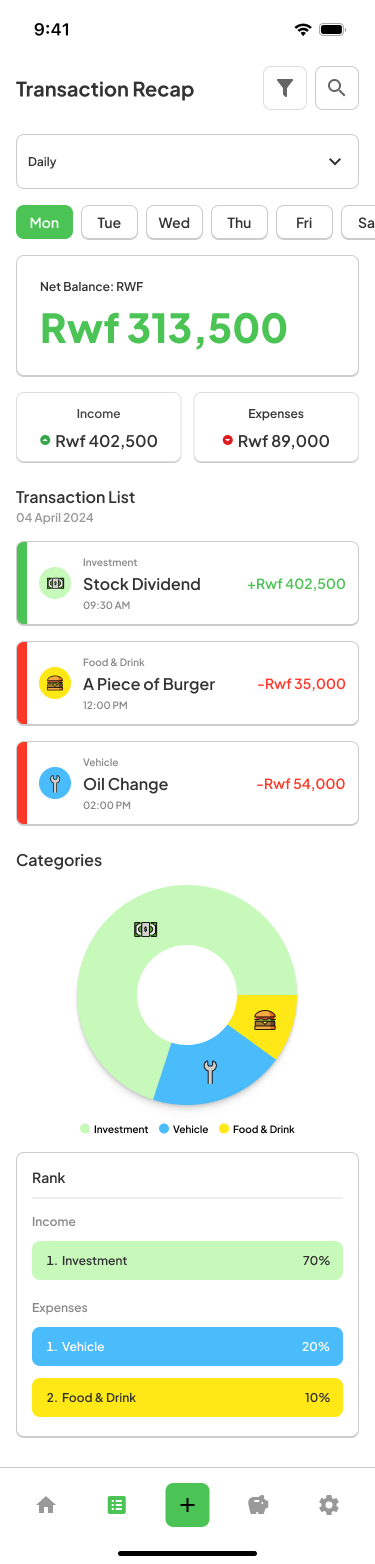 9:41
Transaction Recap
Daily
Mon Tue Wed Thu Fri Sa
Net Balance: RWF
Rwf 313,500
Income Expenses
Rwf 402,500 Rwf 89,000
Transaction List
04 April 2024
Investment
Stock Dividend +Rwf 402,500
09:30 AM
Food & Drink
A Piece of Burger -Rwf 35,000
12:00 PM
Vehicle
Oil Change -Rwf 54,000
02:00 PM
Categories
Investment Vehicle Food & Drink
Rank
Income
1. Investment 70%
Expenses
1. Vehicle 20%
2. Food & Drink 10%